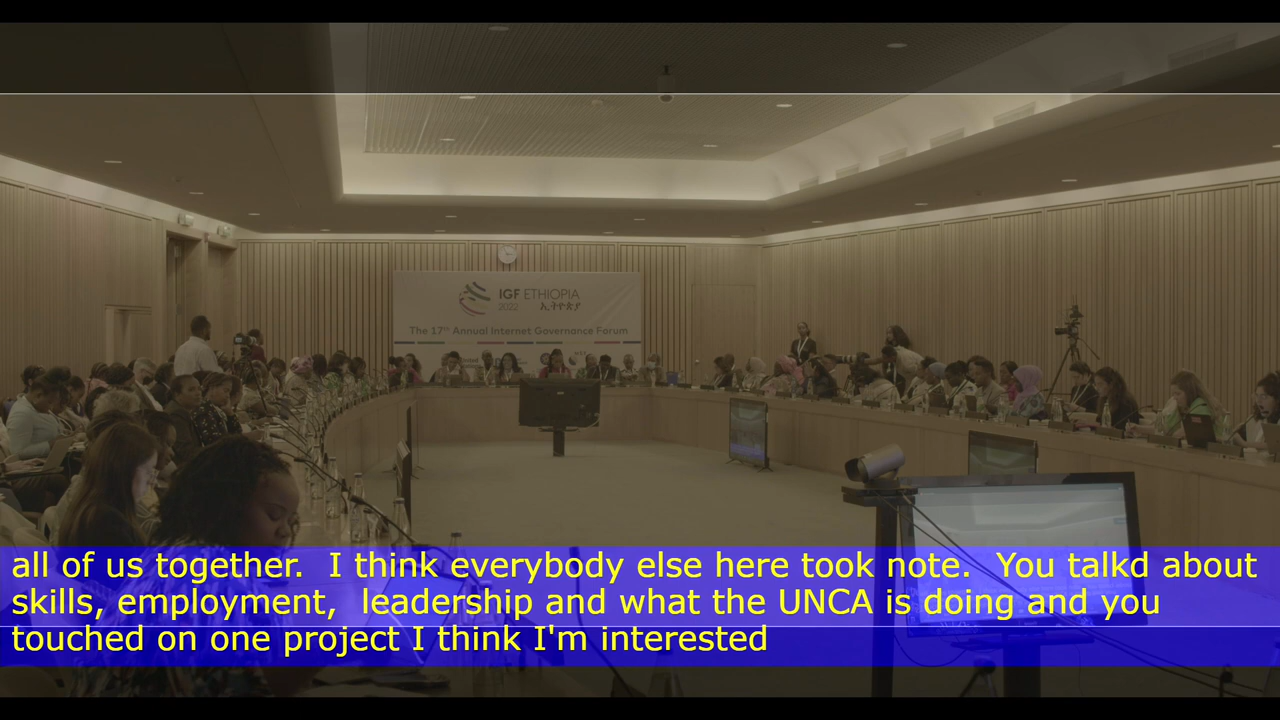 IGF ETHIOPIA
2022 ኢትዮጵያ
The 17th Annual Internet Governance Forum
all of us together.  I think everybody else here took note.  You talkd about
skills, employment,  leadership and what the UNCA is doing and you
touched on one project I think I'm interested